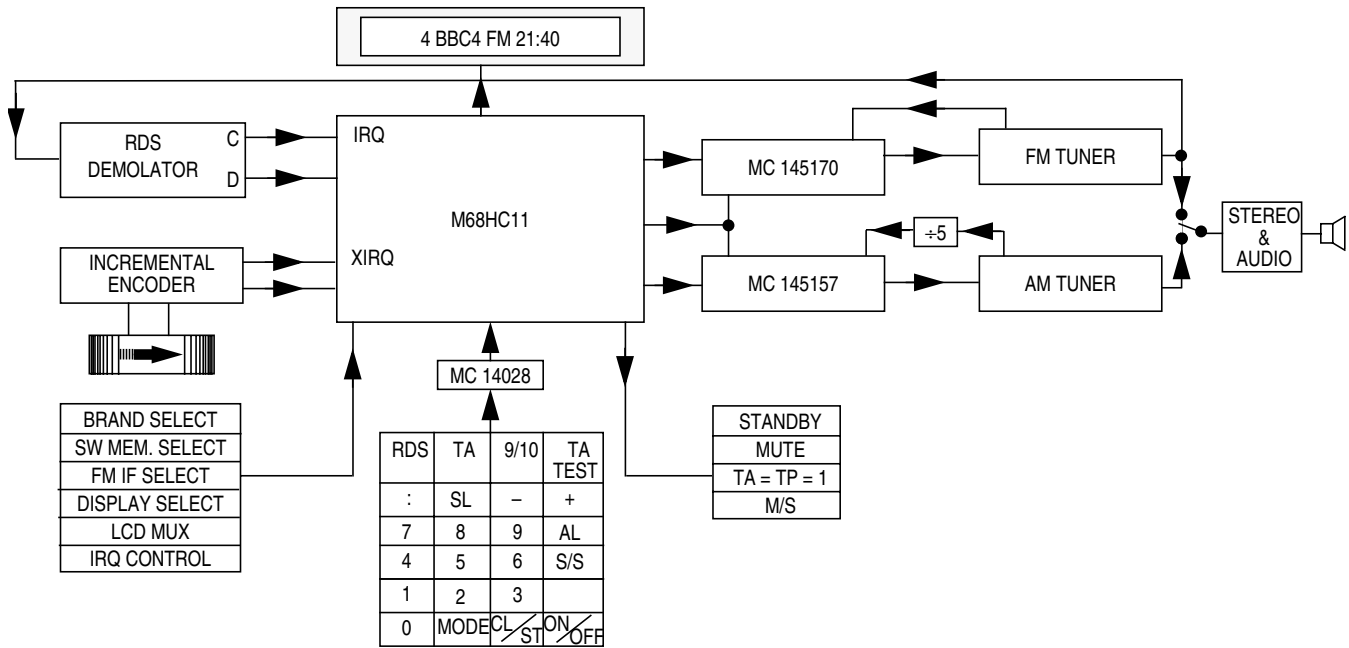 4 BBC4 FM 21:40
RDS
DEMOLATOR
C
D
IRQ
XIRQ
M68HC11
MC 145170
FM TUNER
÷5
MC 145157
AM TUNER
STEREO
&
AUDIO
INCREMENTAL
ENCODER
MC 14028
BRAND SELECT
SW MEM. SELECT
FM IF SELECT
DISPLAY SELECT
LCD MUX
IRQ CONTROL
RDS TA 9/10 TA
TEST
: SL – +
7 8 9 AL
4 5 6 S/S
1 2 3
0 MODE CL/ST ON/OFF
STANDBY
MUTE
TA = TP = 1
M/S